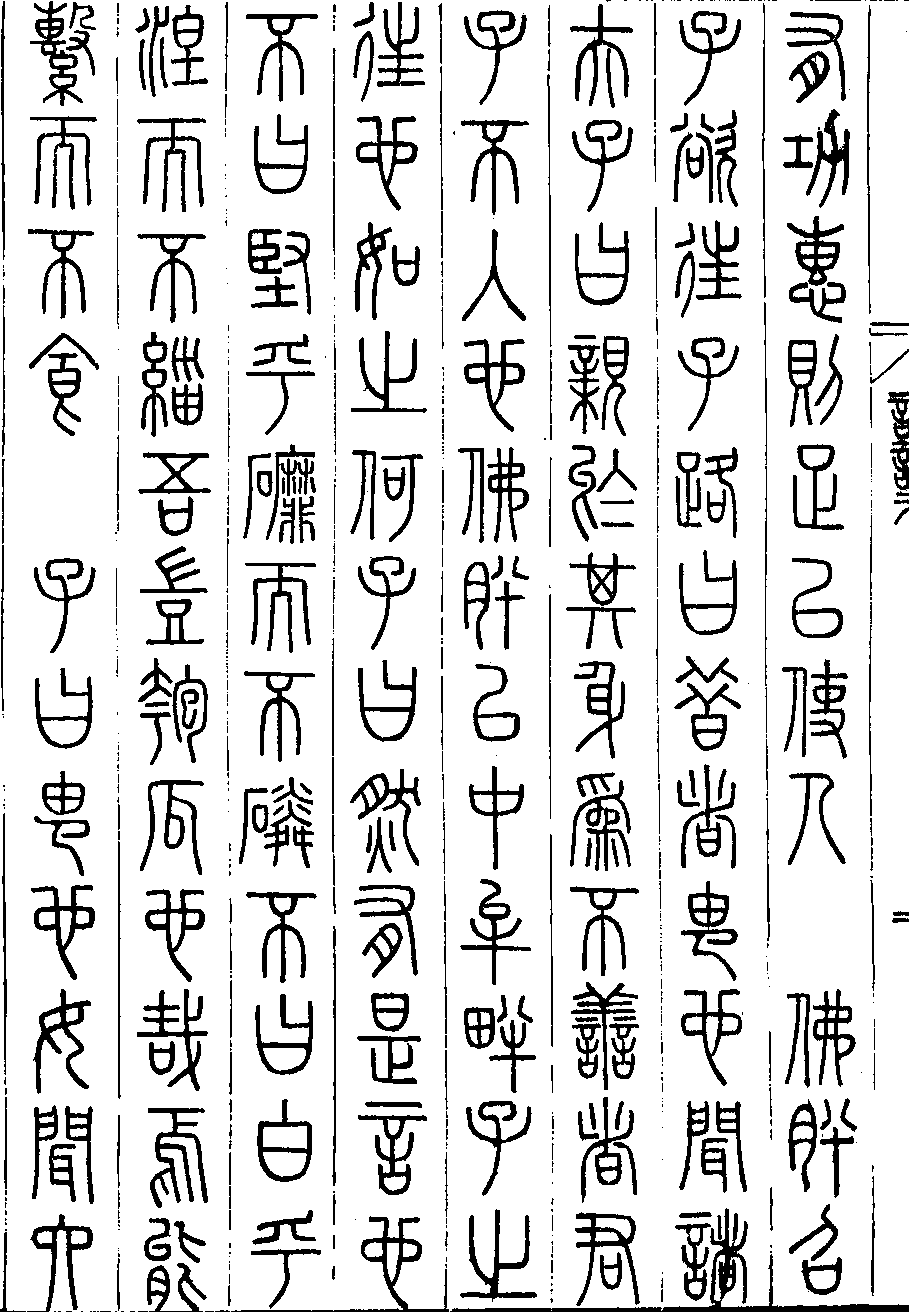 有功惠則足以使人　佛肸召
子欲往子路曰昔者由也聞諸
夫子曰親於其身為不善者君
子不入也佛肸以中牟畔子之
往也如之何子曰然有是言也
不曰堅乎磨而不磷不曰白乎
涅而不緇吾豈匏瓜也哉焉能
繫而不食　子曰由也女聞六